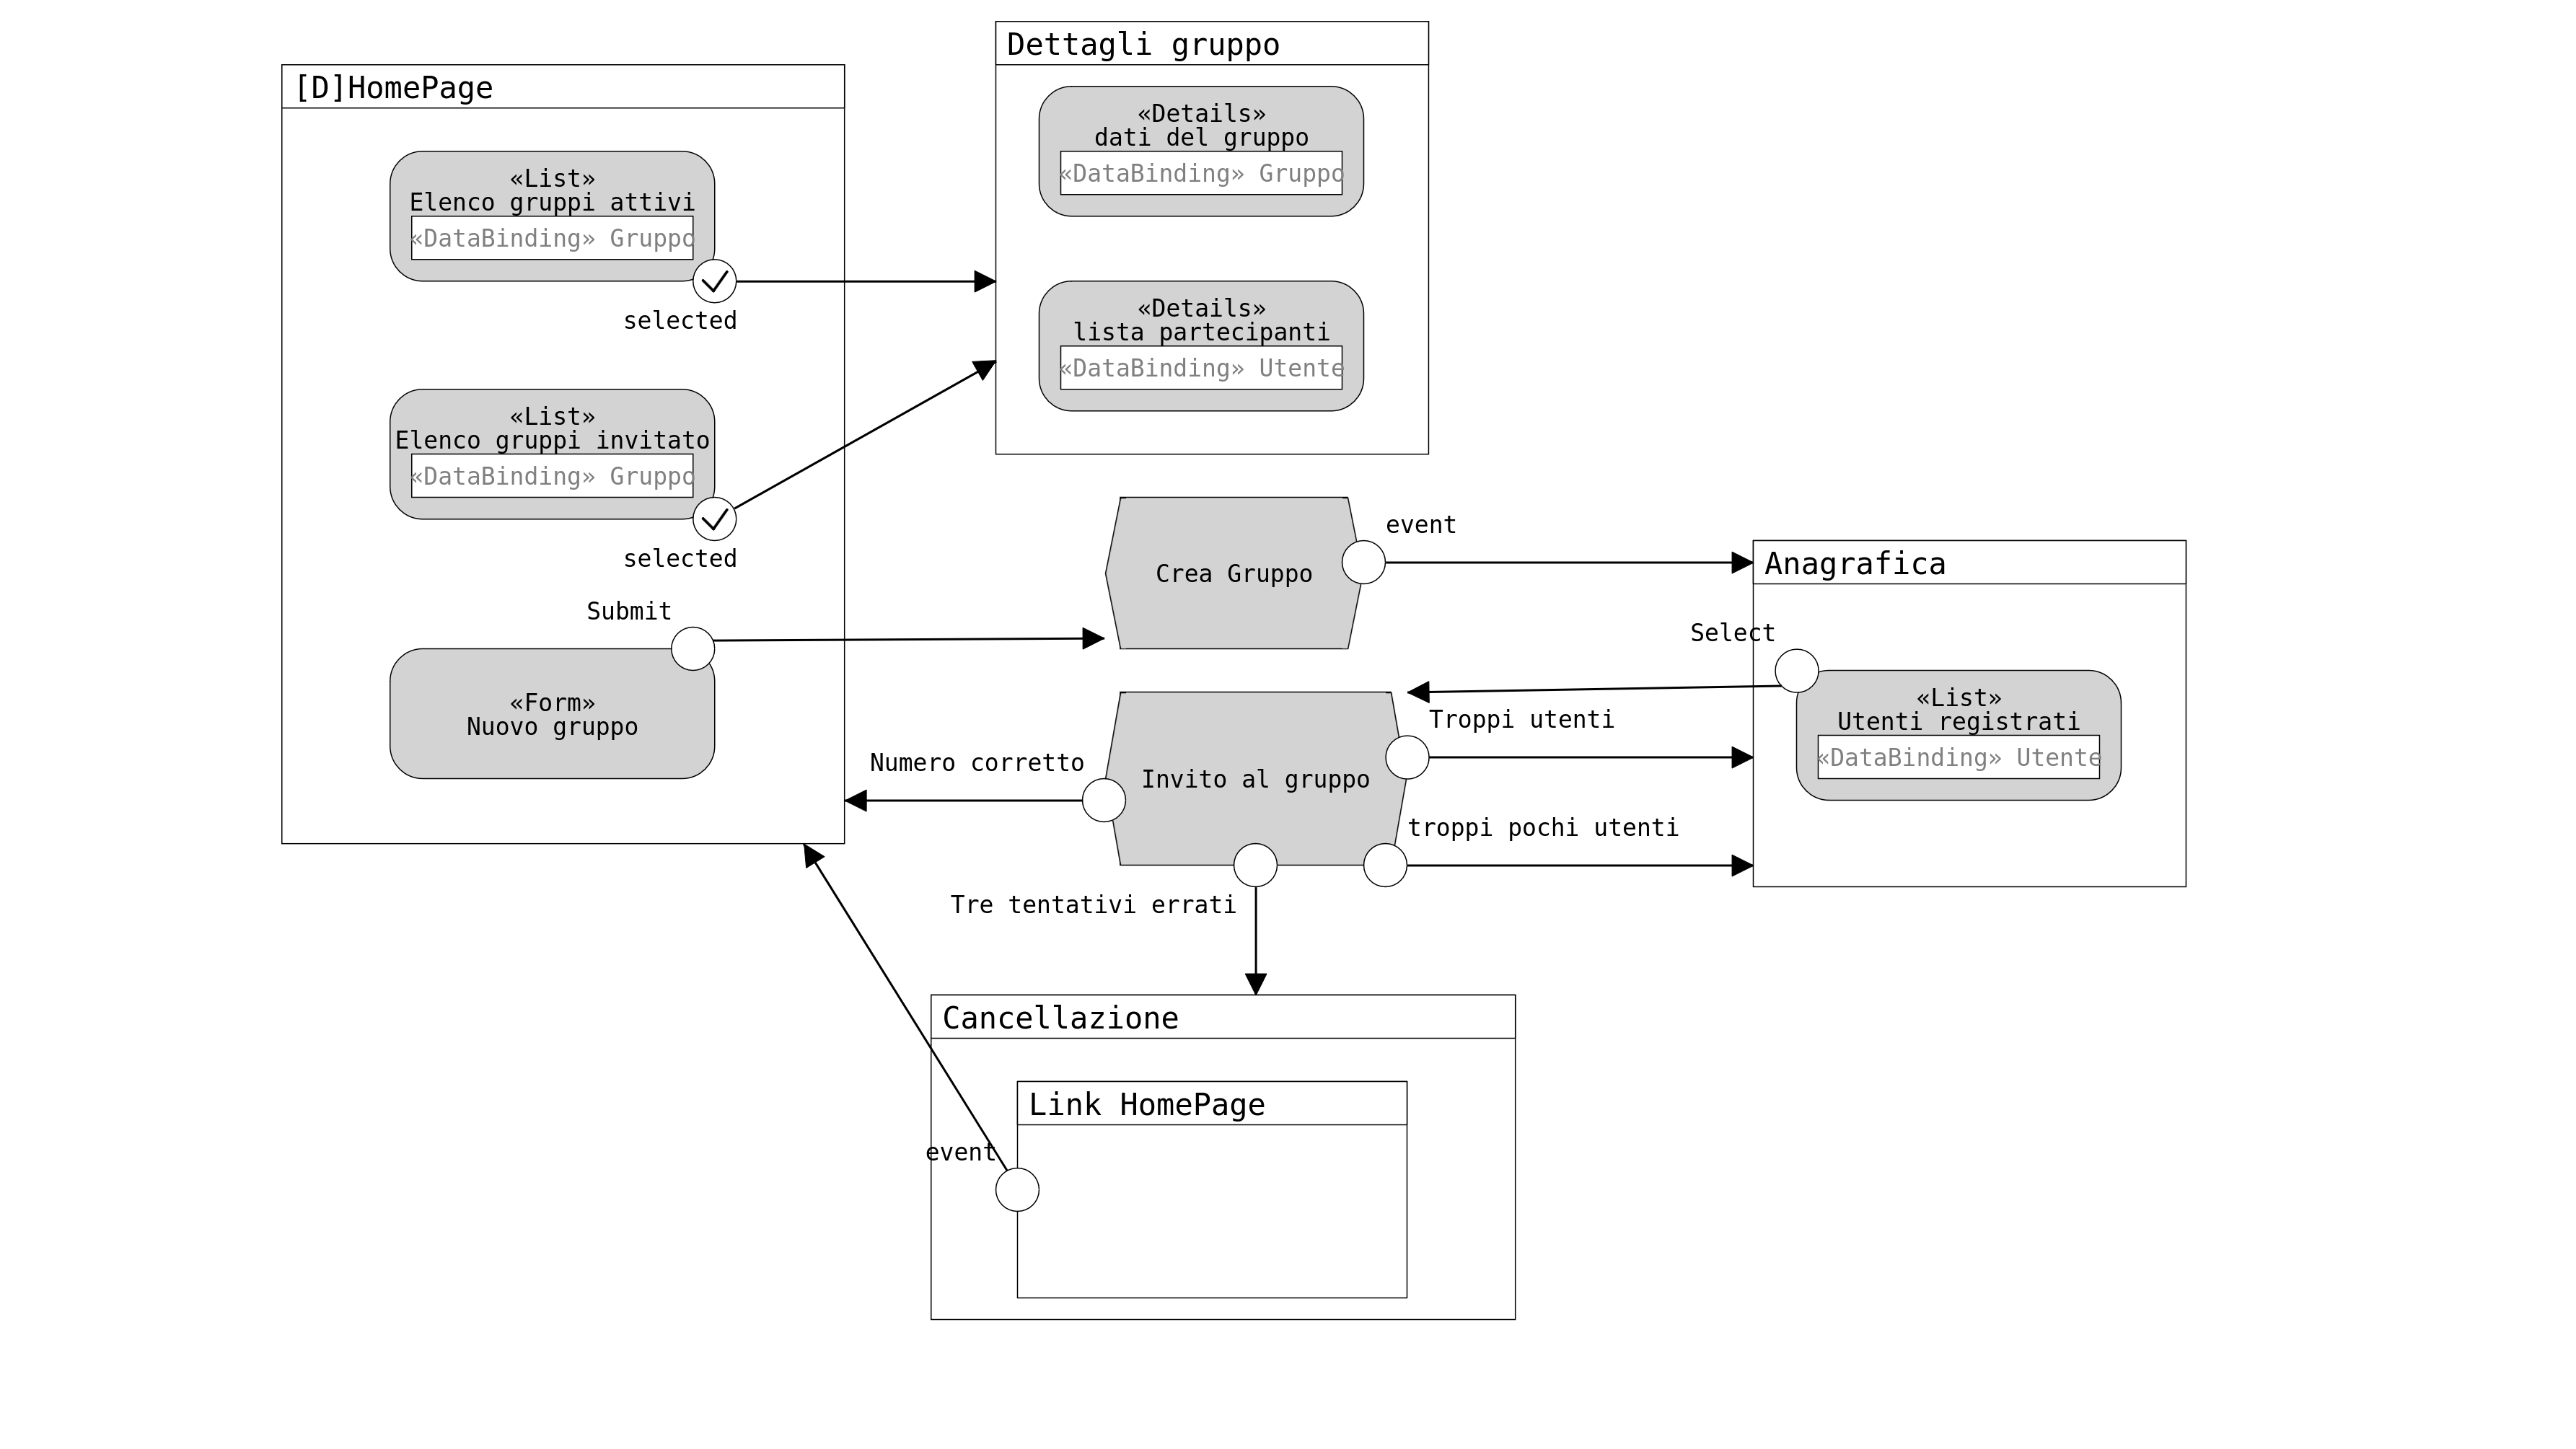 [D]HomePage
«List»
Elenco gruppi attivi
«DataBinding» Gruppo
selected
«List»
Elenco gruppi invitato
«DataBinding» Gruppo
selected
Submit
«Form»
Nuovo gruppo
Dettagli gruppo
«Details»
dati del gruppo
«DataBinding» Gruppo
«Details»
lista partecipanti
«DataBinding» Utente
Crea Gruppo
event
Anagrafica
Select
«List»
Utenti registrati
«DataBinding» Utente
Invito al gruppo
Troppi utenti
Numero corretto
troppi pochi utenti
Tre tentativi errati
Cancellazione
Link HomePage
event